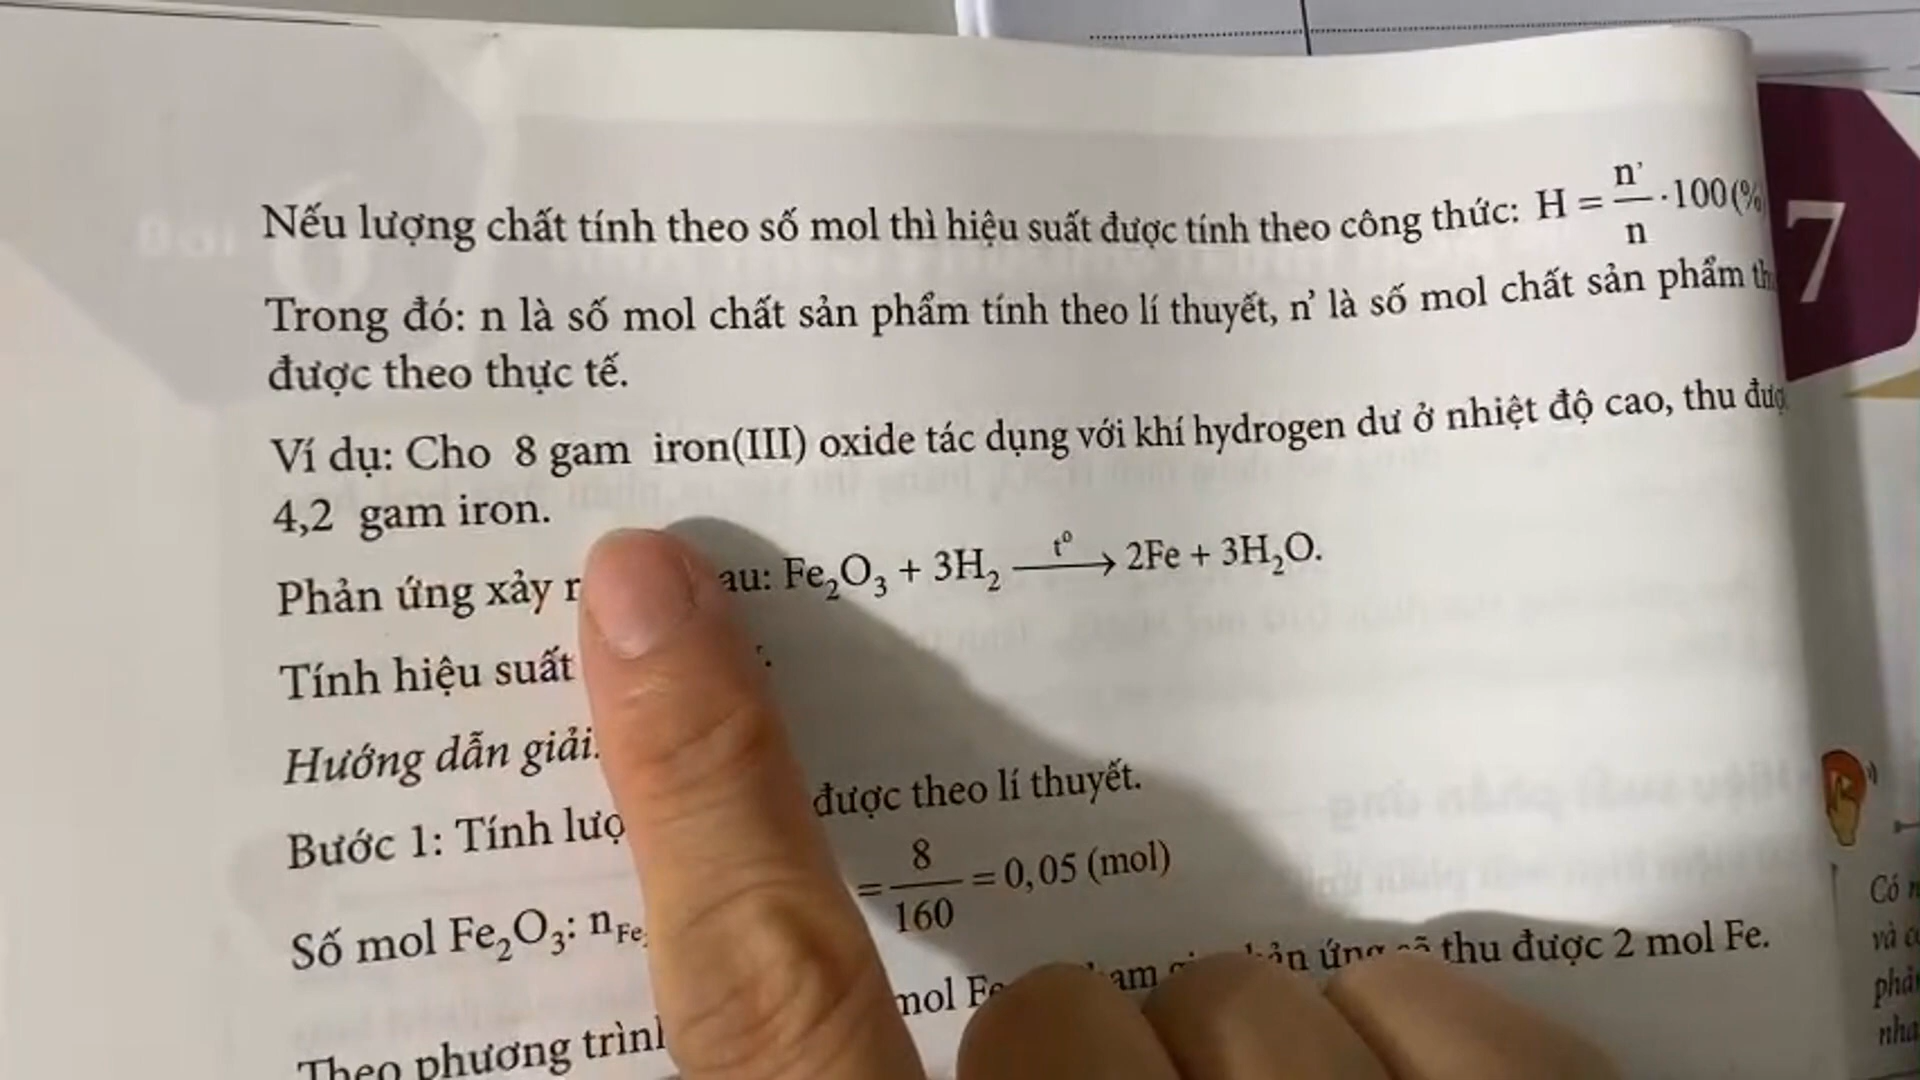 Nếu lượng chất tính theo số mol thì hiệu suất được tính theo công thức: H = n’/n · 100(%
Trong đó: n là số mol chất sản phẩm tính theo lí thuyết, n’ là số mol chất sản phẩm
được theo thực tế.
Ví dụ: Cho 8 gam iron(III) oxide tác dụng với khí hydrogen dư ở nhiệt độ cao, thu
4,2 gam iron.
Phản ứng xảy au: Fe₂O₃ + 3H₂ —t⁰→ 2Fe + 3H₂O.
Tính hiệu suất
Hướng dẫn giải:
Bước 1: Tính được theo lí thuyết.
Số mol Fe₂O₃: nFe = 8/160 = 0,05 (mol)
Theo phương mol thu được 2 mol Fe.
7
Có
và